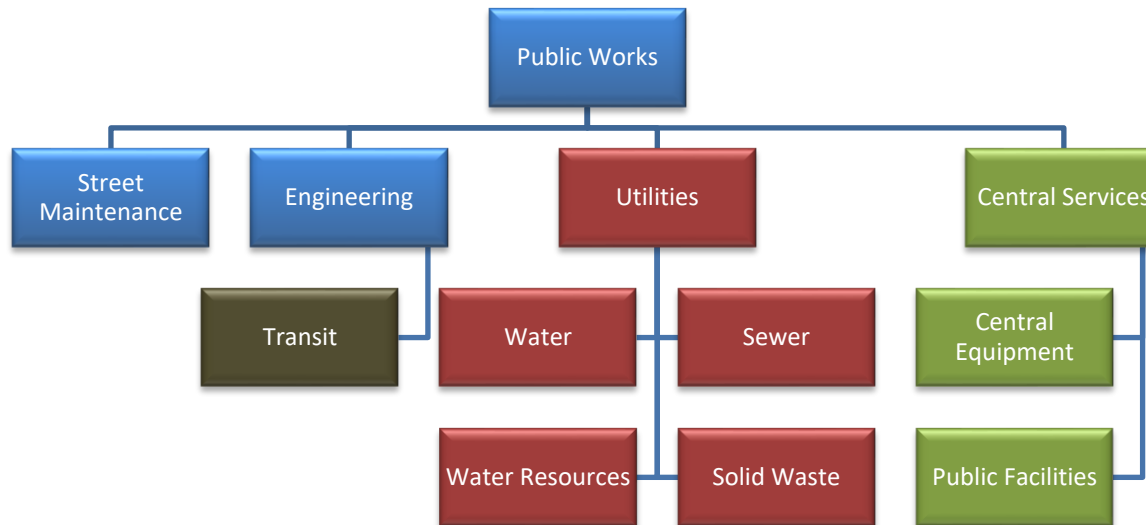 Public Works
Street
Maintenance
Engineering
Utilities
Central Services
Transit
Water
Sewer
Central
Equipment
Water Resources
Solid Waste
Public Facilities